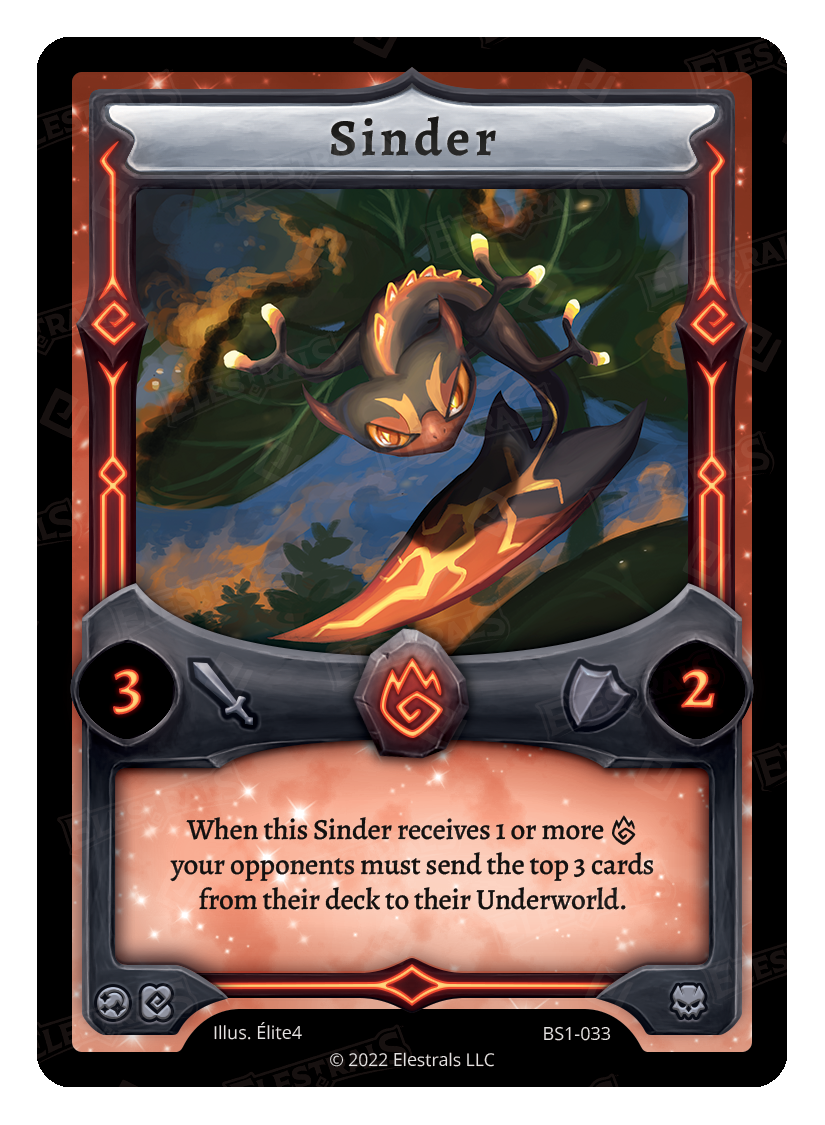 Sinder
3
2
When this Sinder receives 1 or more
your opponents must send the top 3 cards
from their deck to their Underworld.
Illus. Élite4
BS1-033
© 2022 Elestrals LLC